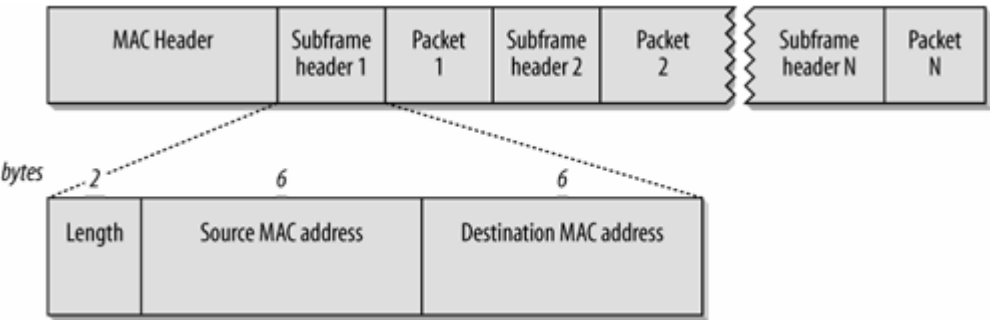 MAC Header Subframe Packet Subframe Packet Subframe Packet
header 1 1 header 2 2 header N N
bytes 2 6 6
Length Source MAC address Destination MAC address